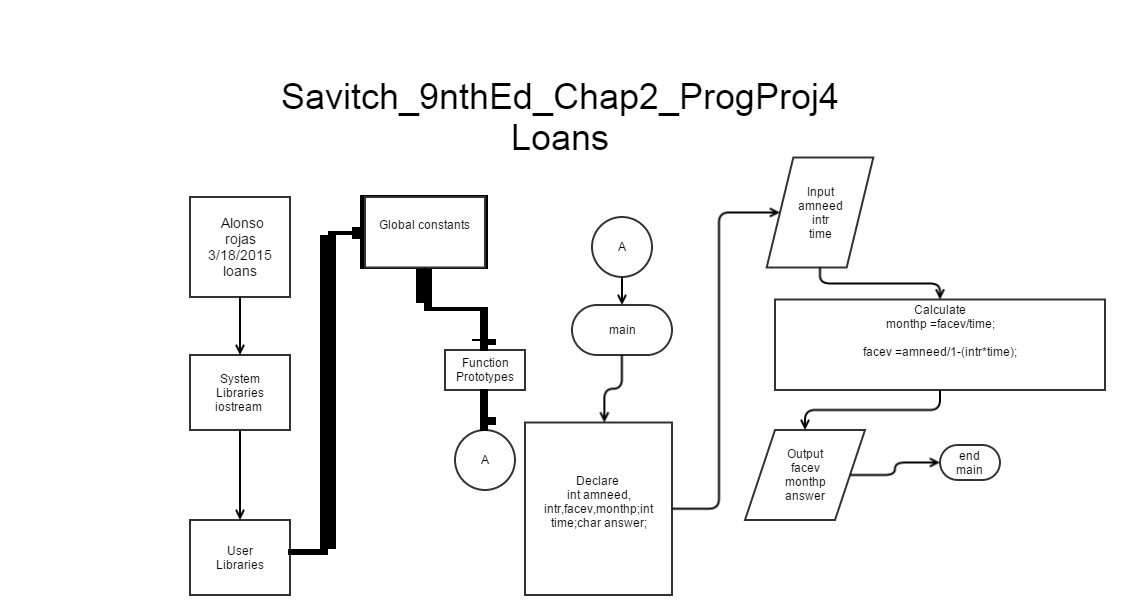 Savitch_9nthEd_Chap2_ProgProj4
Loans
Alonso
rojas
3/18/2015
loans
System
Libraries
iostream
User
Libraries
Global constants
Function
Prototypes
A
A
main
Declare
int amneed,
intr,facev,monthp;int
time;char answer;
Input
amneed
intr
time
Calculate
monthp =facev/time;
facev =amneed/1-(intr*time);
Output
facev
monthp
answer
end
main